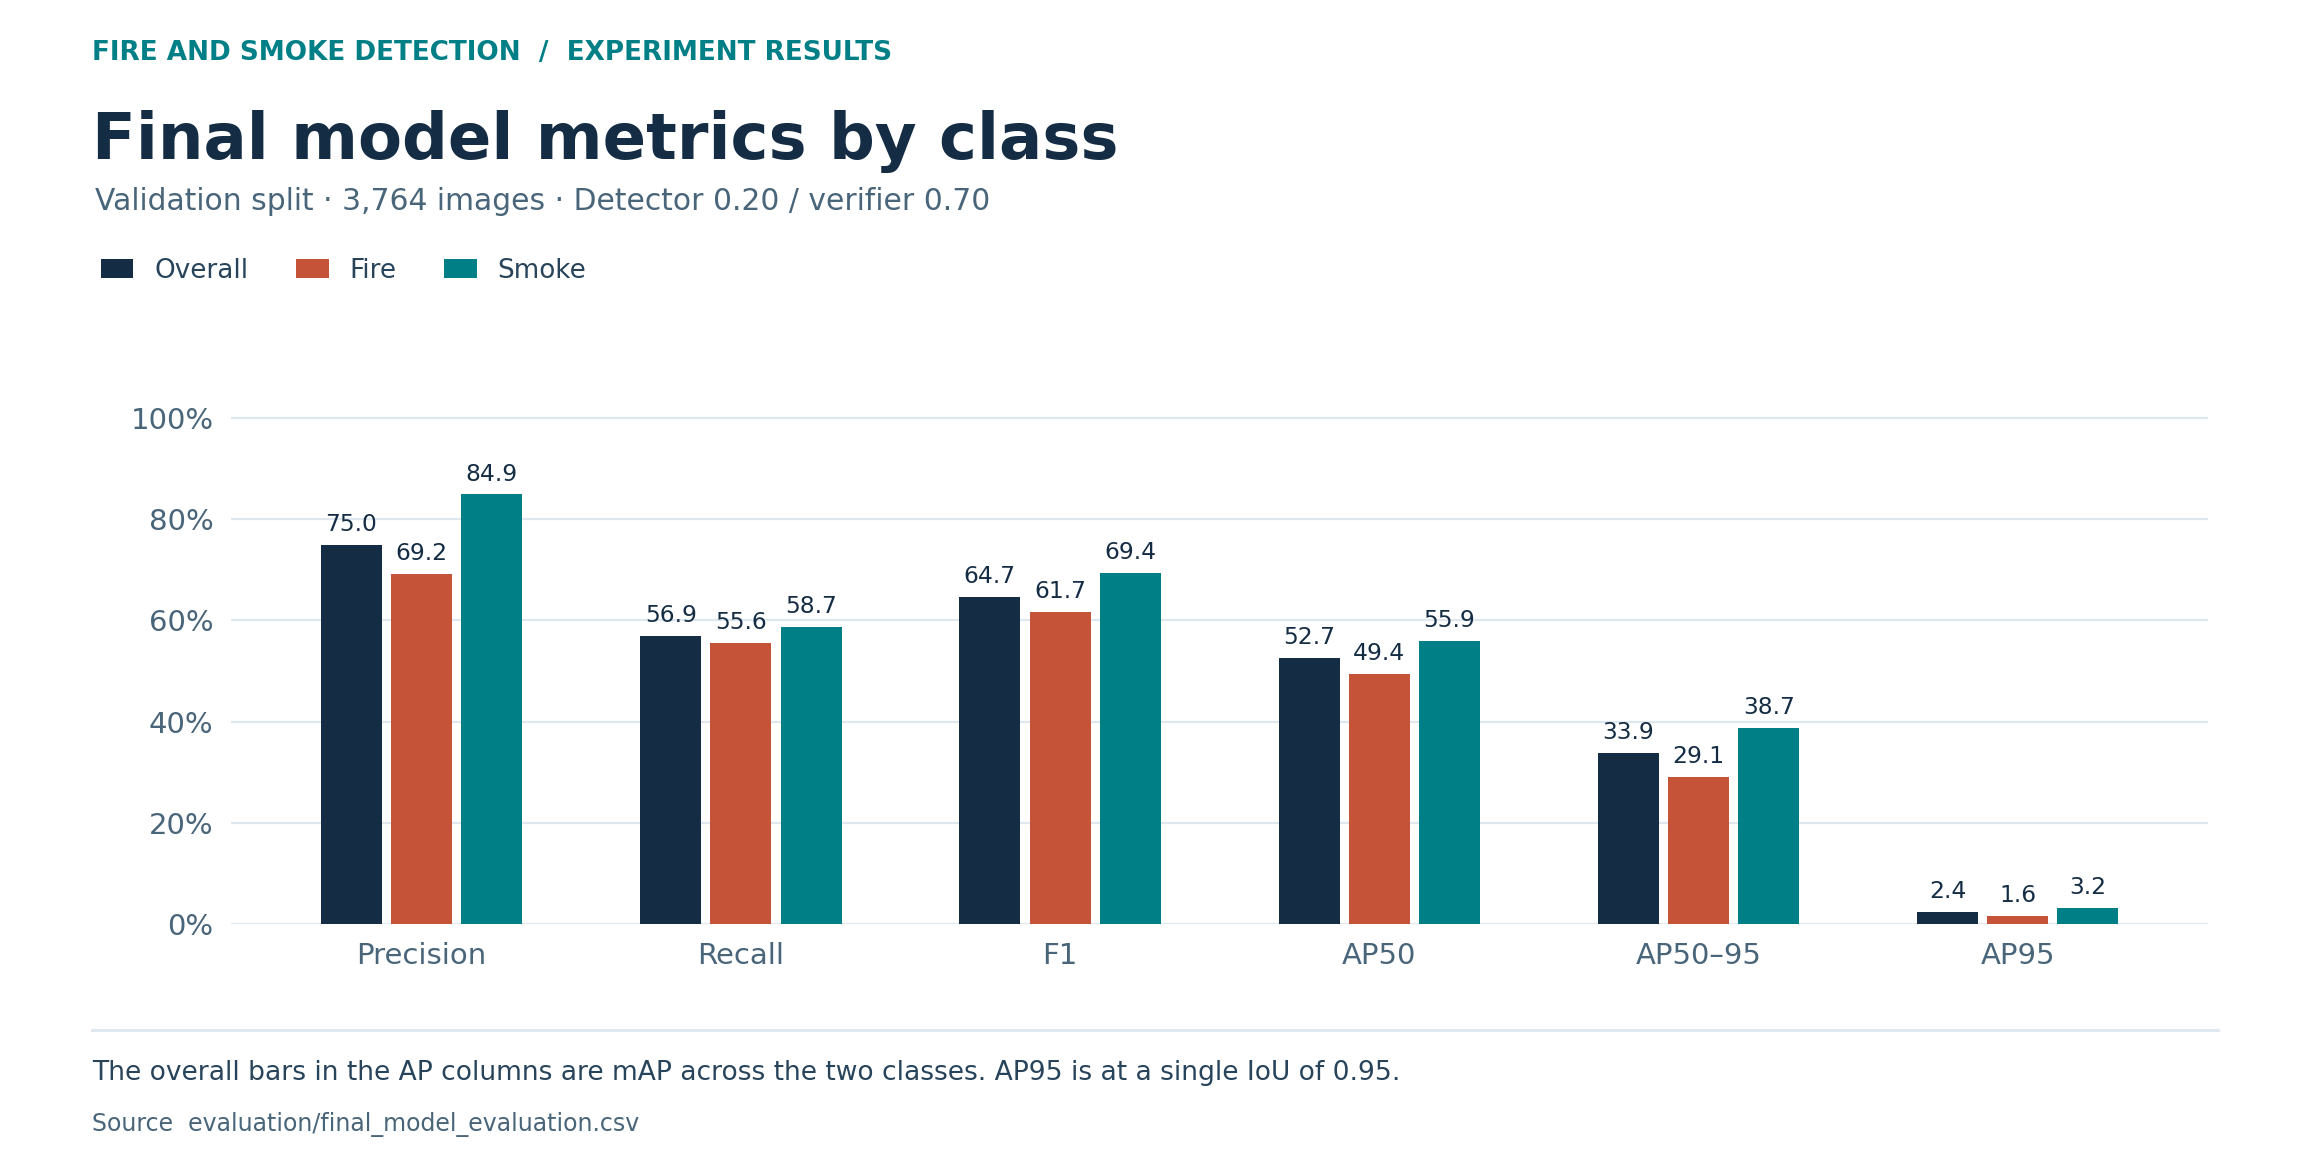 FIRE AND SMOKE DETECTION / EXPERIMENT RESULTS
Final model metrics by class
Validation split · 3,764 images · Detector 0.20 / verifier 0.70
Overall Fire Smoke
100%
80%
60%
40%
20%
0%
75.0 69.2 84.9
56.9 55.6 58.7
64.7 61.7 69.4
52.7 49.4 55.9
33.9 29.1 38.7
2.4 1.6 3.2
Precision Recall F1 AP50 AP50–95 AP95
The overall bars in the AP columns are mAP across the two classes. AP95 is at a single IoU of 0.95.
Source evaluation/final_model_evaluation.csv